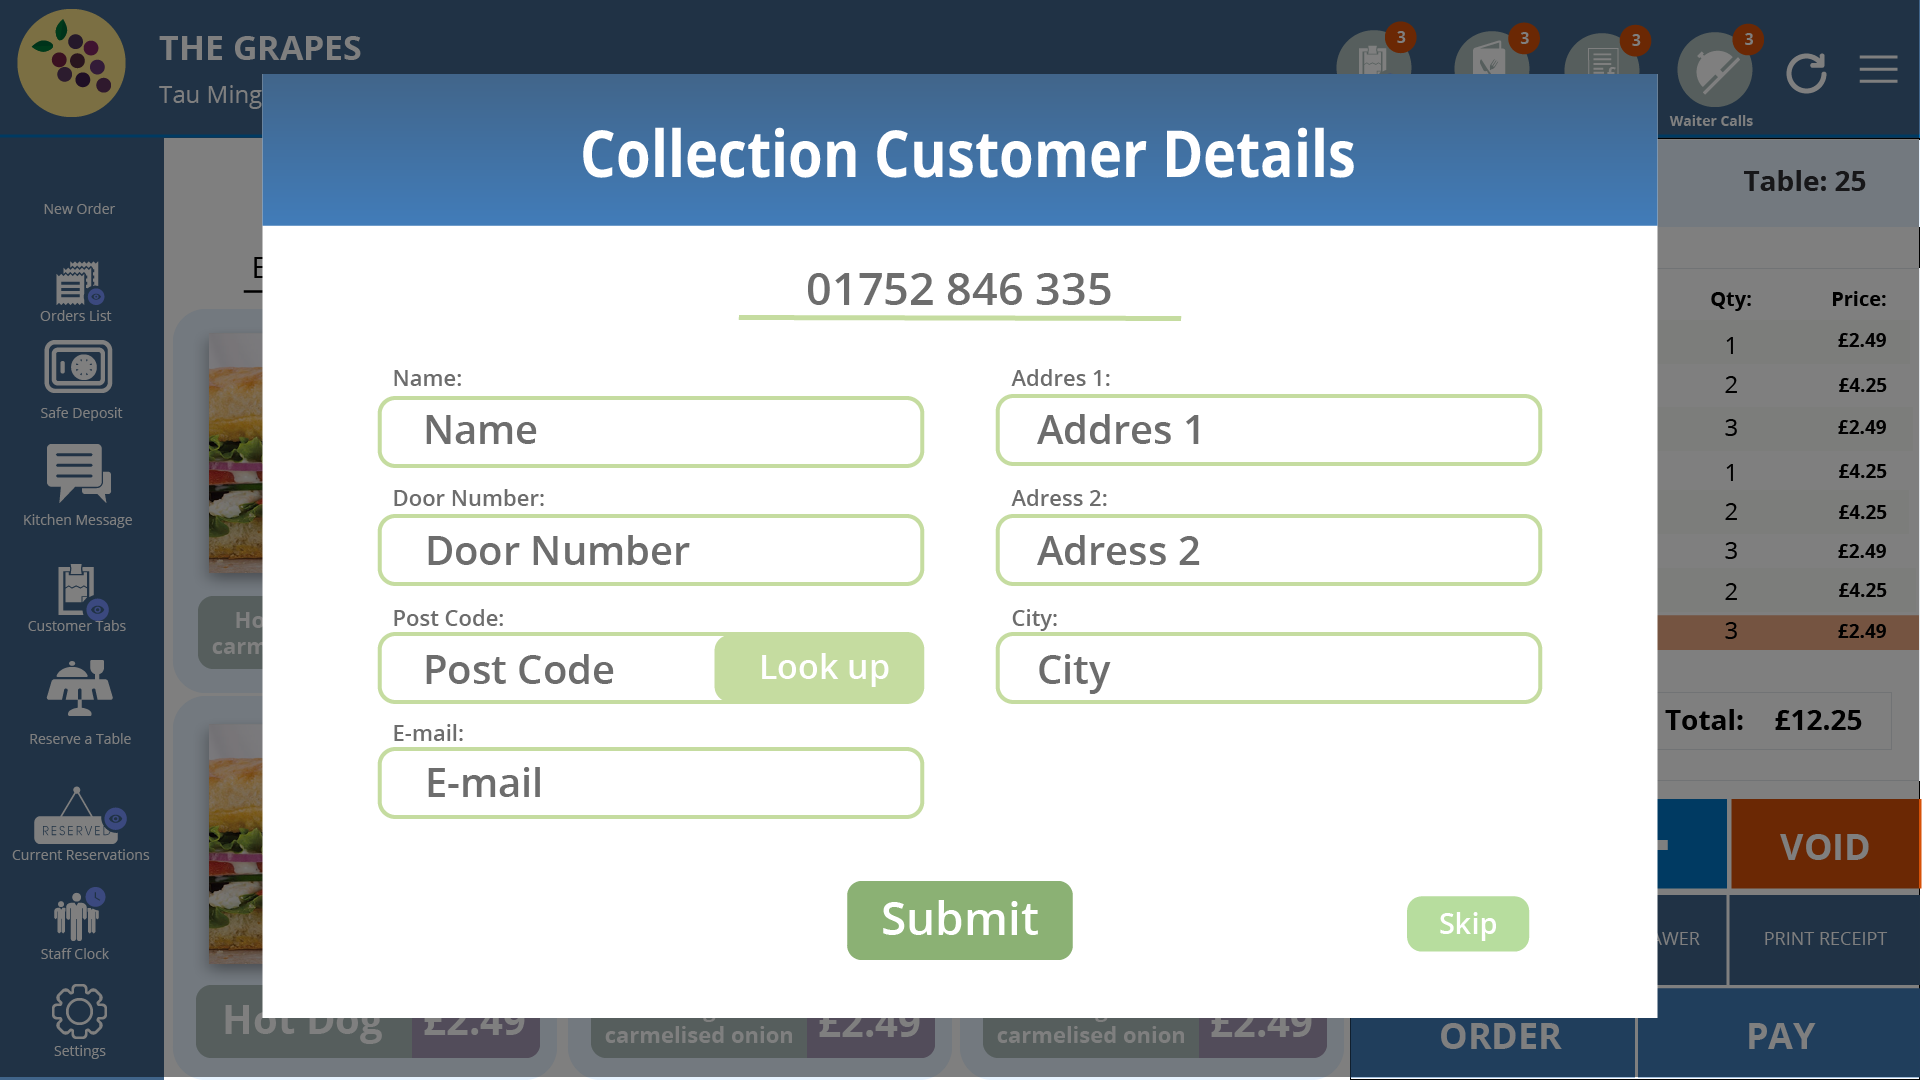 THE GRAPES
Tau Ming
3
3
3
3
Waiter Calls
Collection Customer Details
Table: 25
01752 846 335
Name:
Name
Addres 1:
Addres 1
Door Number:
Door Number
Adress 2:
Adress 2
Post Code:
Post Code
Look up
City:
City
E-mail:
E-mail
Submit
Skip
New Order
Orders List
Safe Deposit
Kitchen Message
Customer Tabs
Reserve a Table
RESERVED
Current Reservations
Staff Clock
Settings
Qty: Price:
1 £2.49
2 £4.25
3 £2.49
1 £4.25
2 £4.25
3 £2.49
2 £4.25
3 £2.49
Total: £12.25
VOID
PRINT RECEIPT
ORDER
PAY
Hot Dog £2.49
carmelised onion £2.49
carmelised onion £2.49